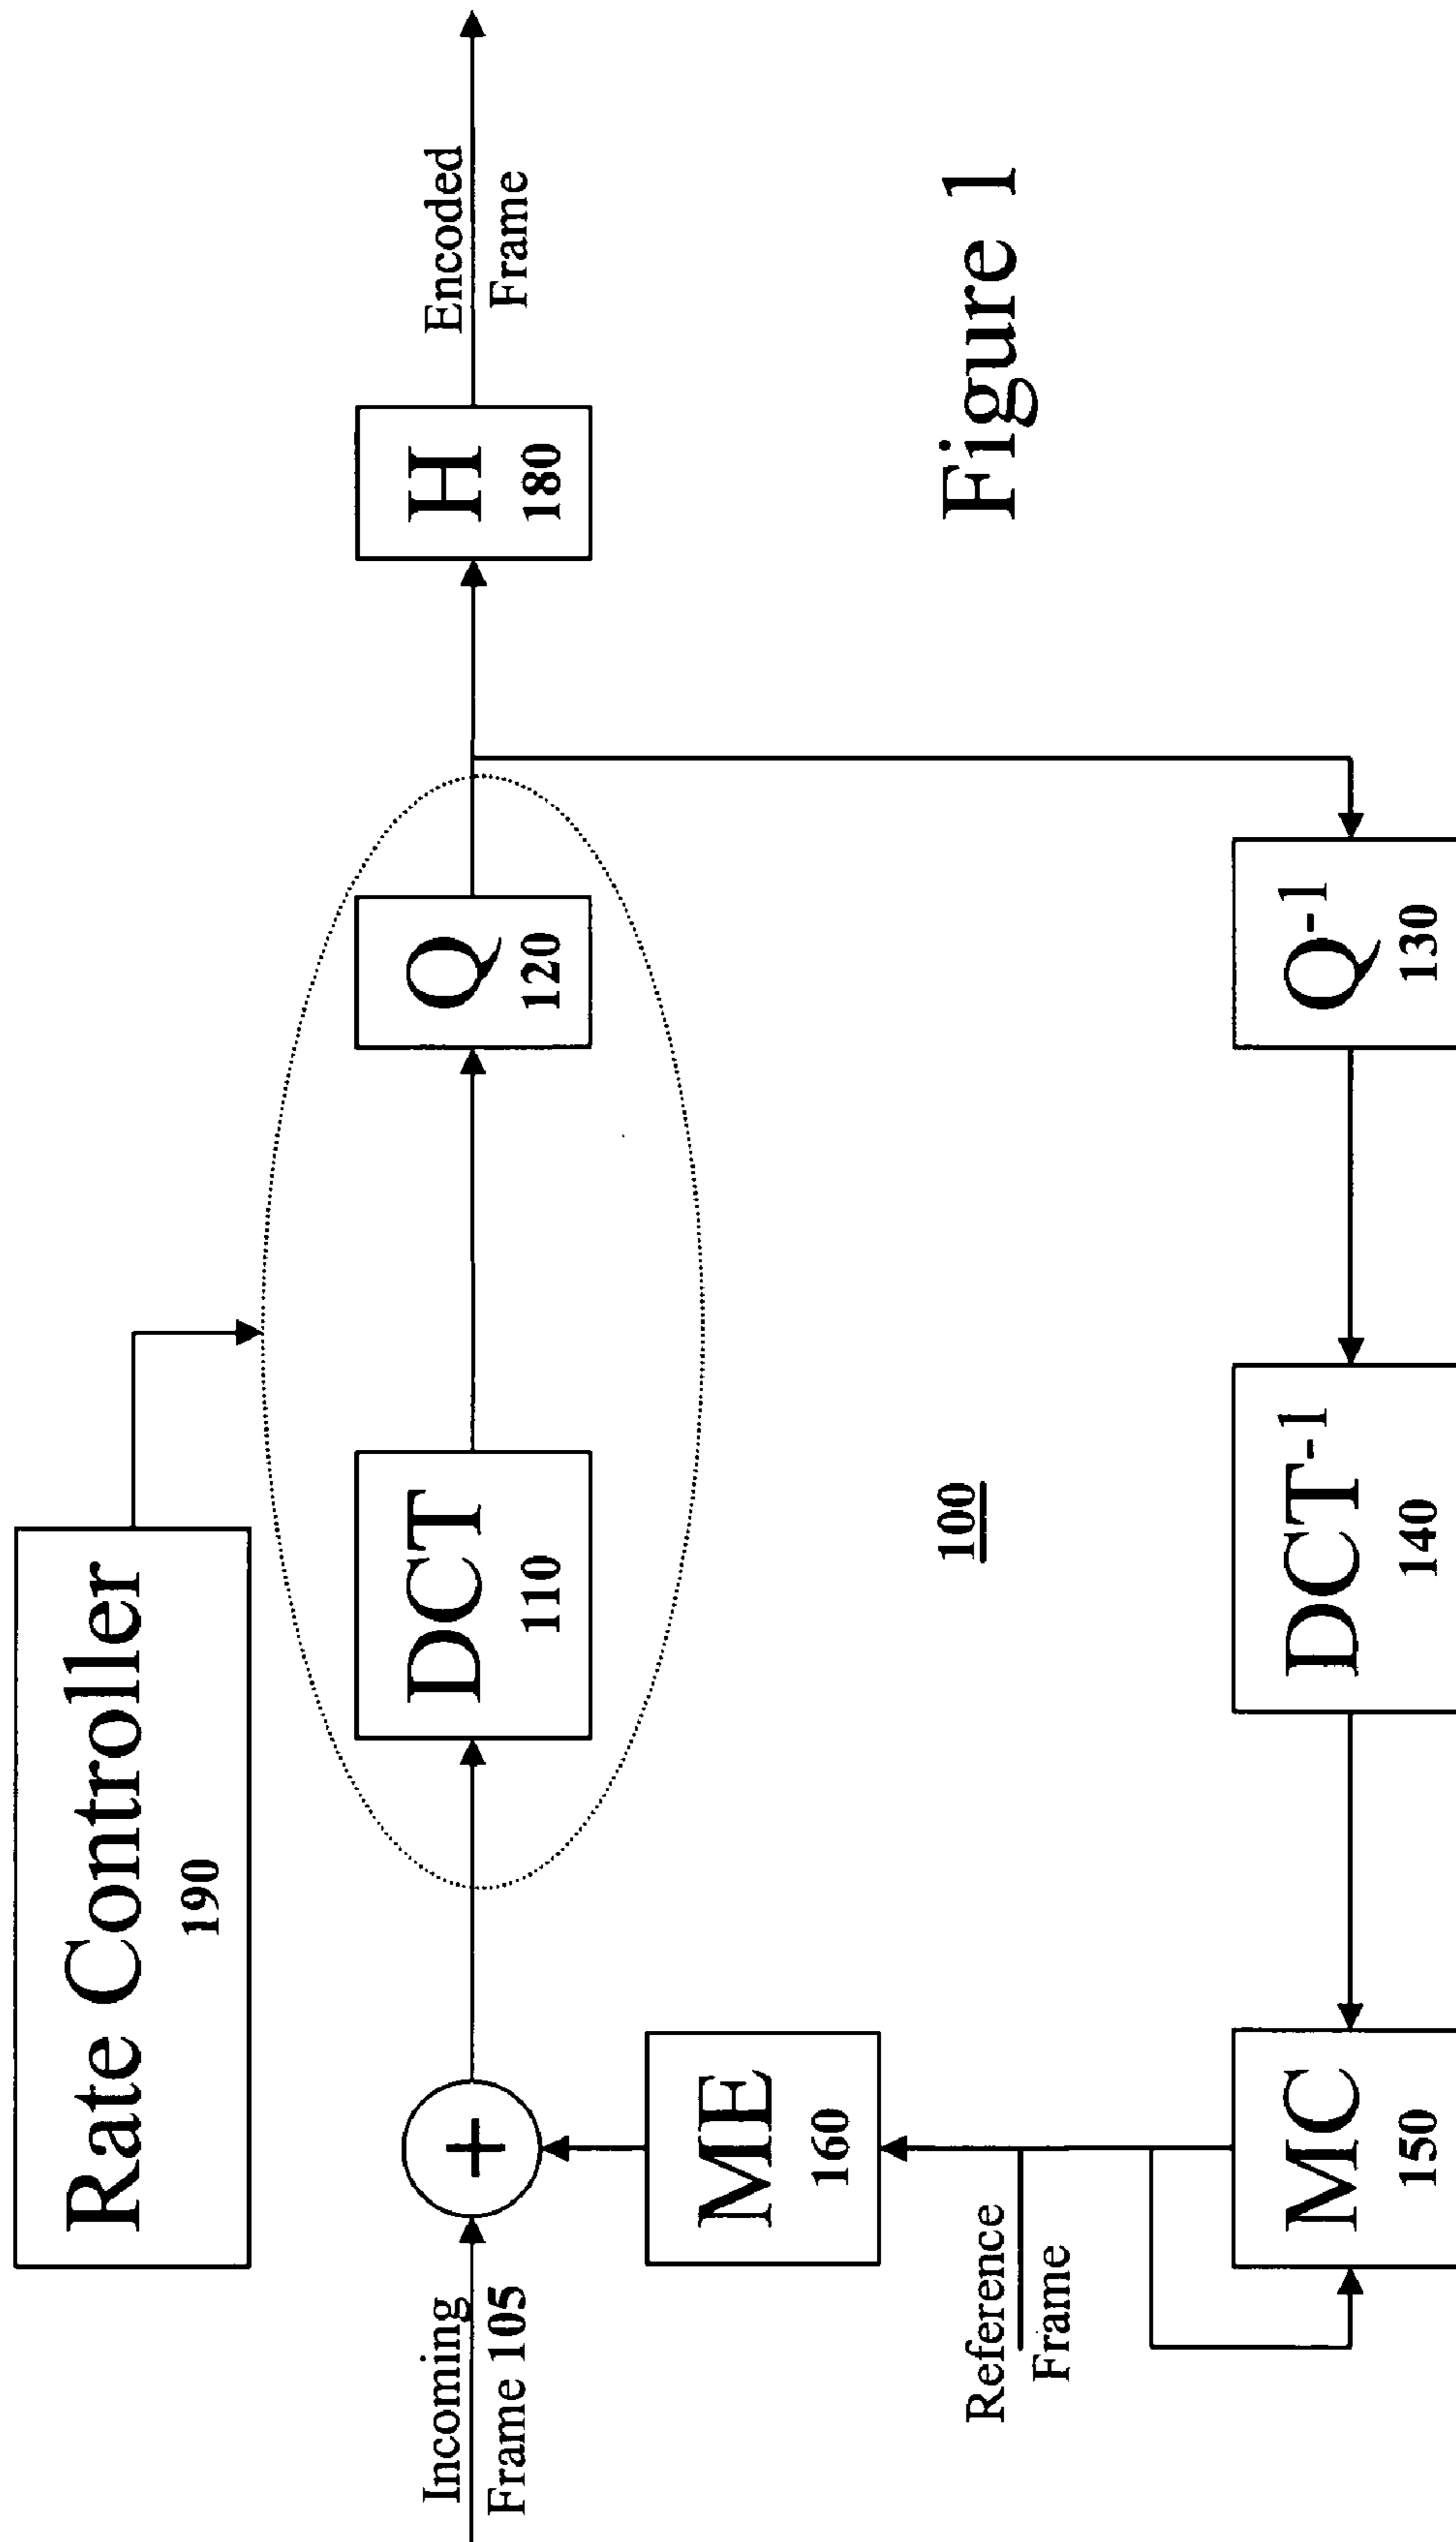 Rate Controller
190
Incoming
Frame 105
+
DCT
110
Q
120
H
180
Encoded
Frame
ME
160
Reference
Frame
100
MC
150
DCT-1
140
Q-1
130
Figure 1